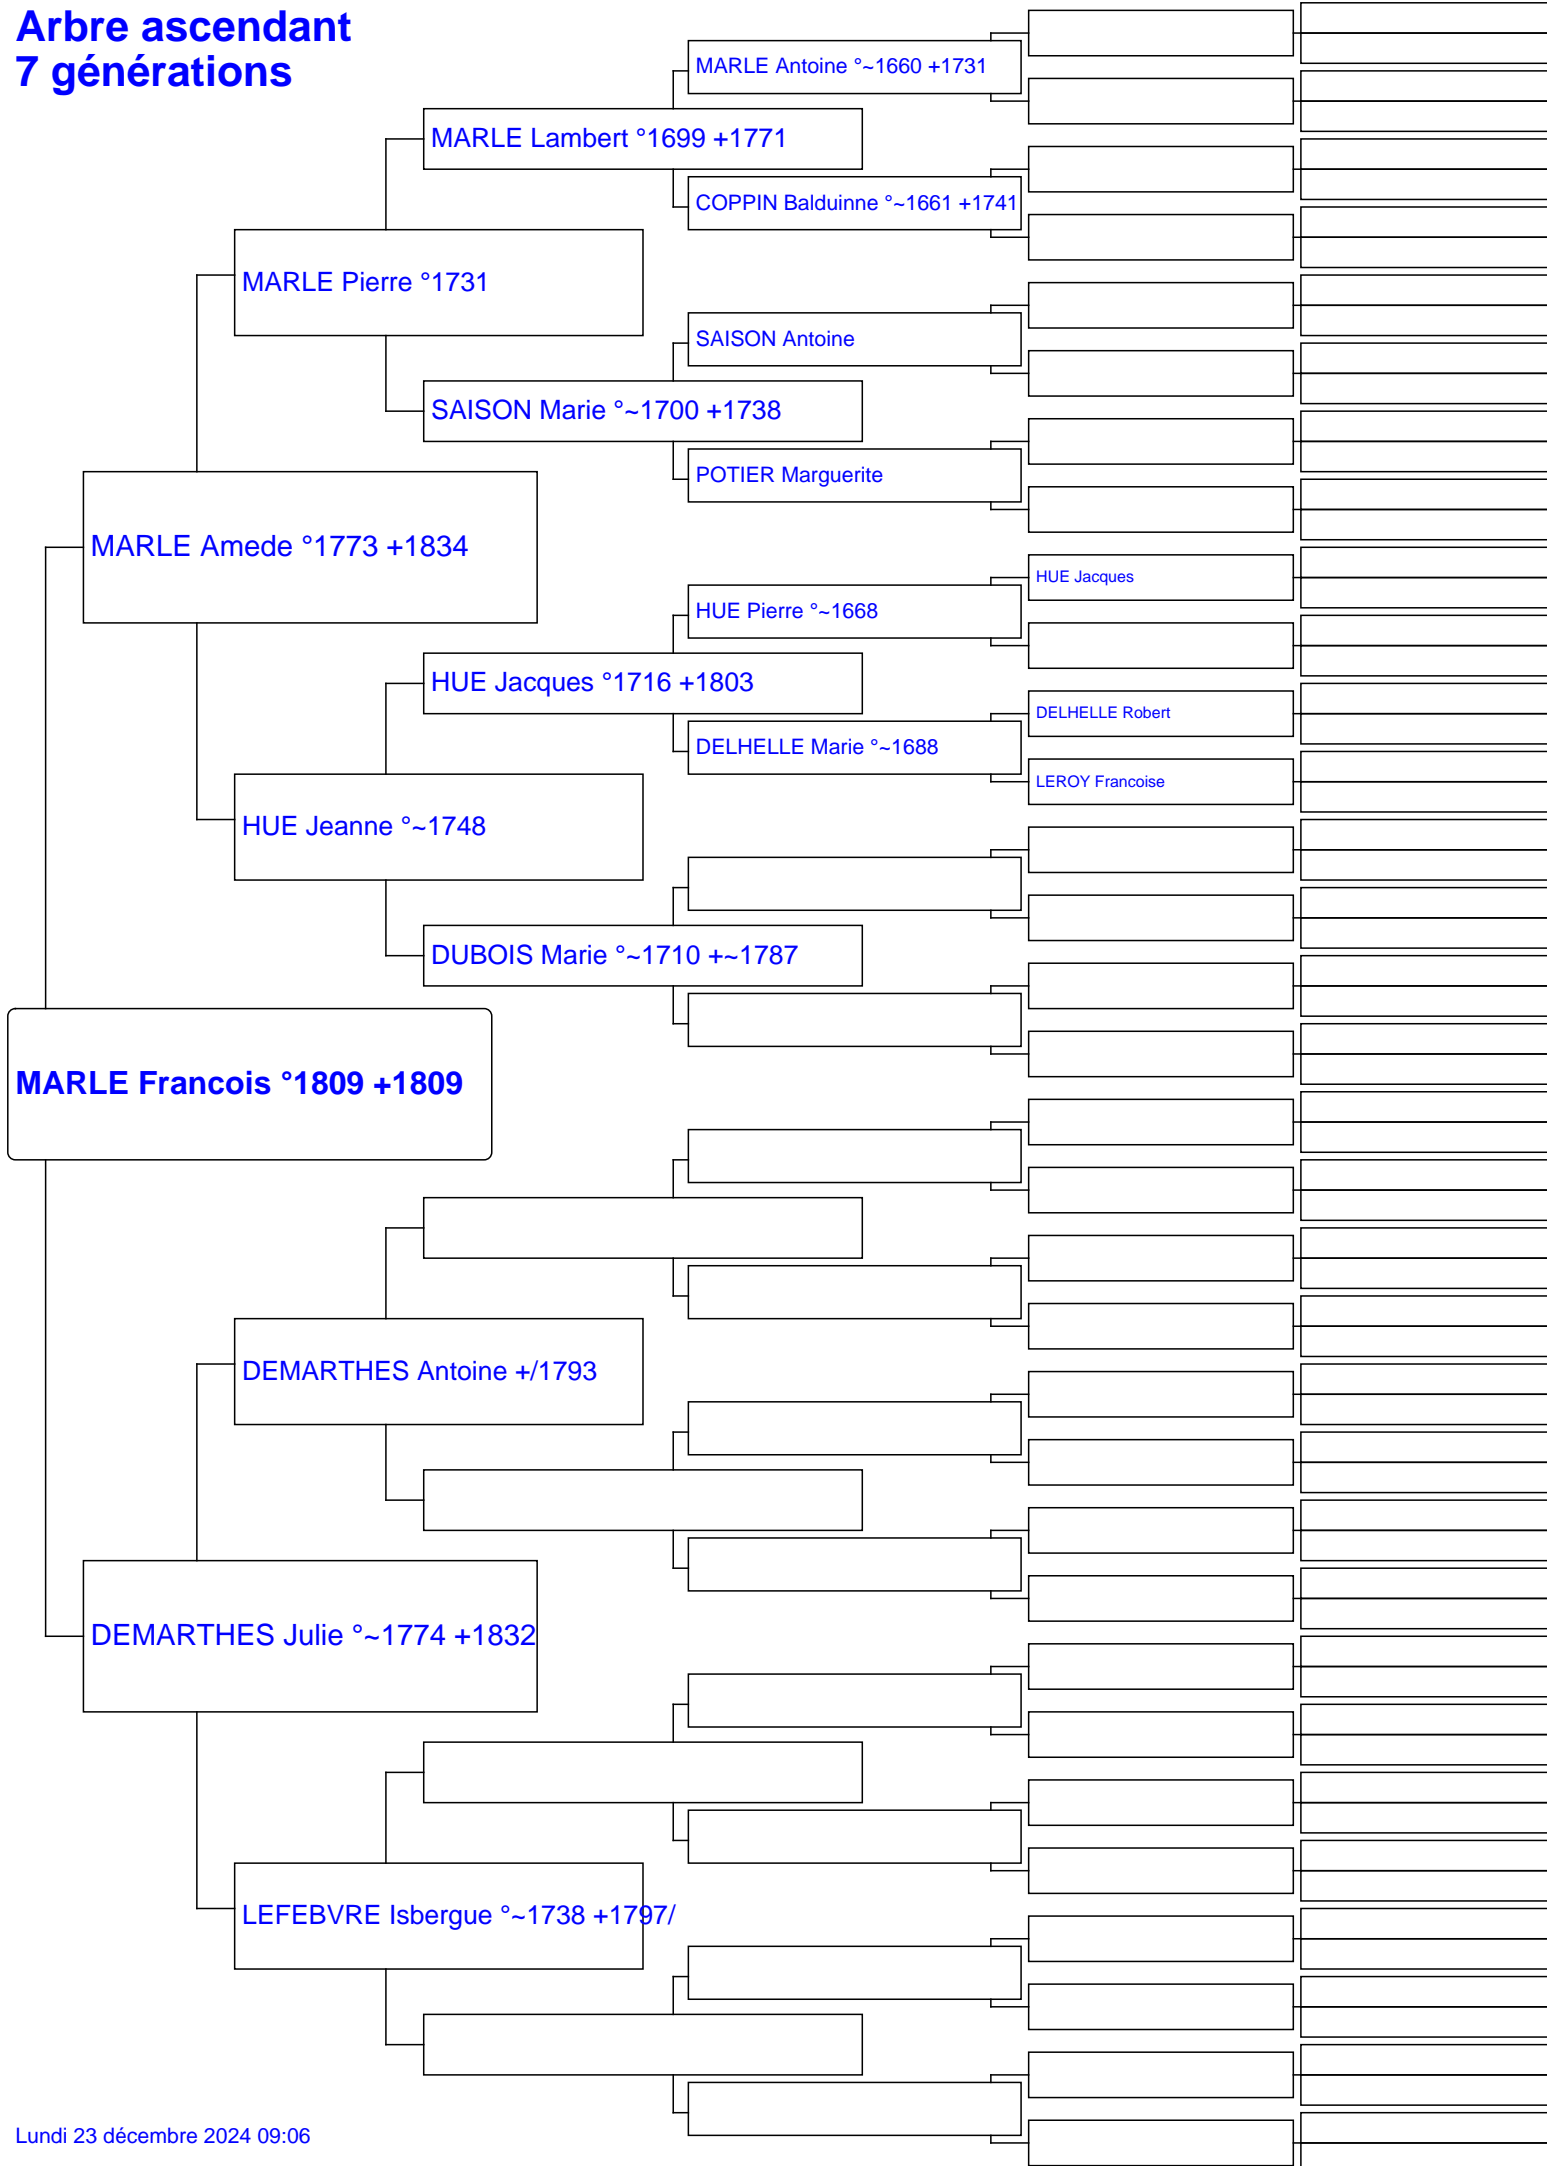 Arbre ascendant
7 générations
MARLE Antoine °~1660 +1731
MARLE Lambert °1699 +1771
COPPIN Balduinne °~1661 +1741
MARLE Pierre °1731
SAISON Antoine
SAISON Marie °~1700 +1738
POTIER Marguerite
MARLE Amede °1773 +1834
HUE Jacques
HUE Pierre °~1668
HUE Jacques °1716 +1803
DELHELLE Robert
DELHELLE Marie °~1688
LEROY Francoise
HUE Jeanne °~1748
DUBOIS Marie °~1710 +~1787
MARLE Francois °1809 +1809
DEMARTHES Antoine +/1793
DEMARTHES Julie °~1774 +1832
LEFEBVRE Isbergue °~1738 +1797/
Lundi 23 décembre 2024 09:06